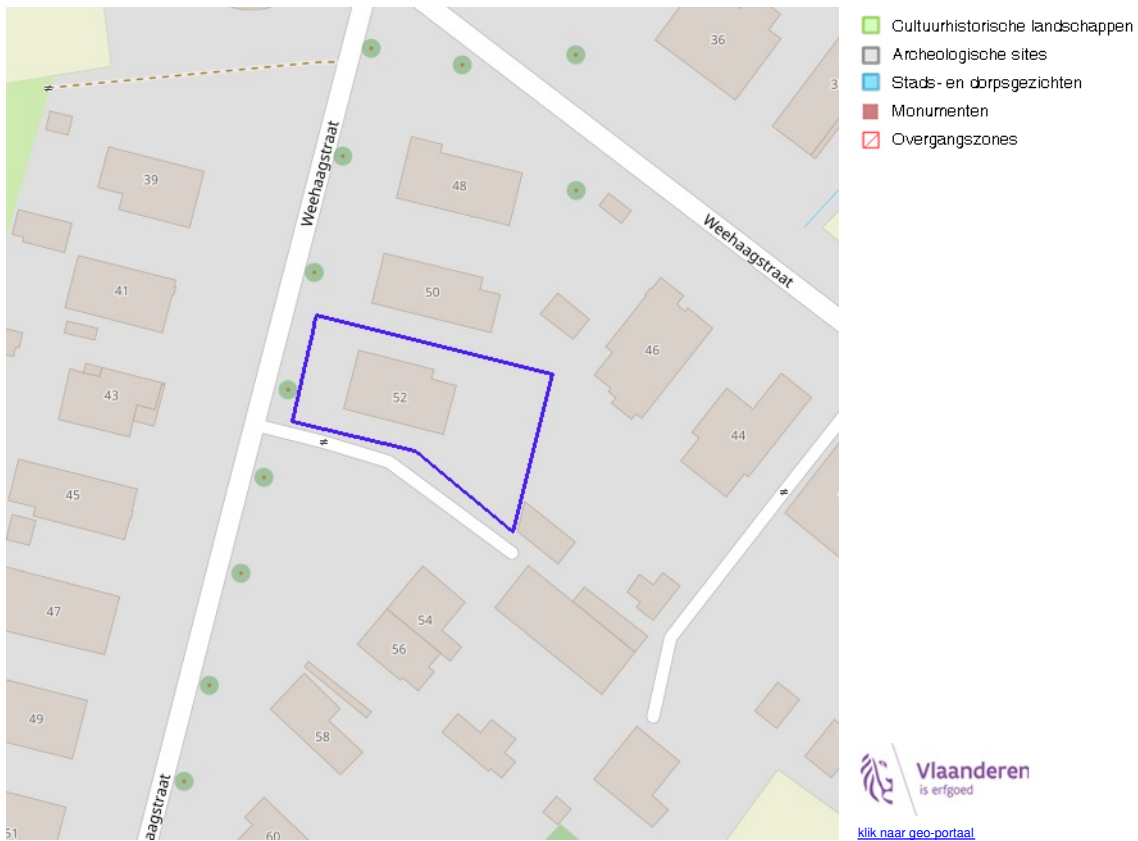 36
39
48
Weehaagstraat
Weehaagstraat
41
50
46
43
52
44
45
47
54
56
49
58
aagstraat
51
60
Cultuurhistorische landschappen
Archeologische sites
Stads- en dorpsgezichten
Monumenten
Overgangszones
Vlaanderen
is erfgoed
klik naar geo-portaal